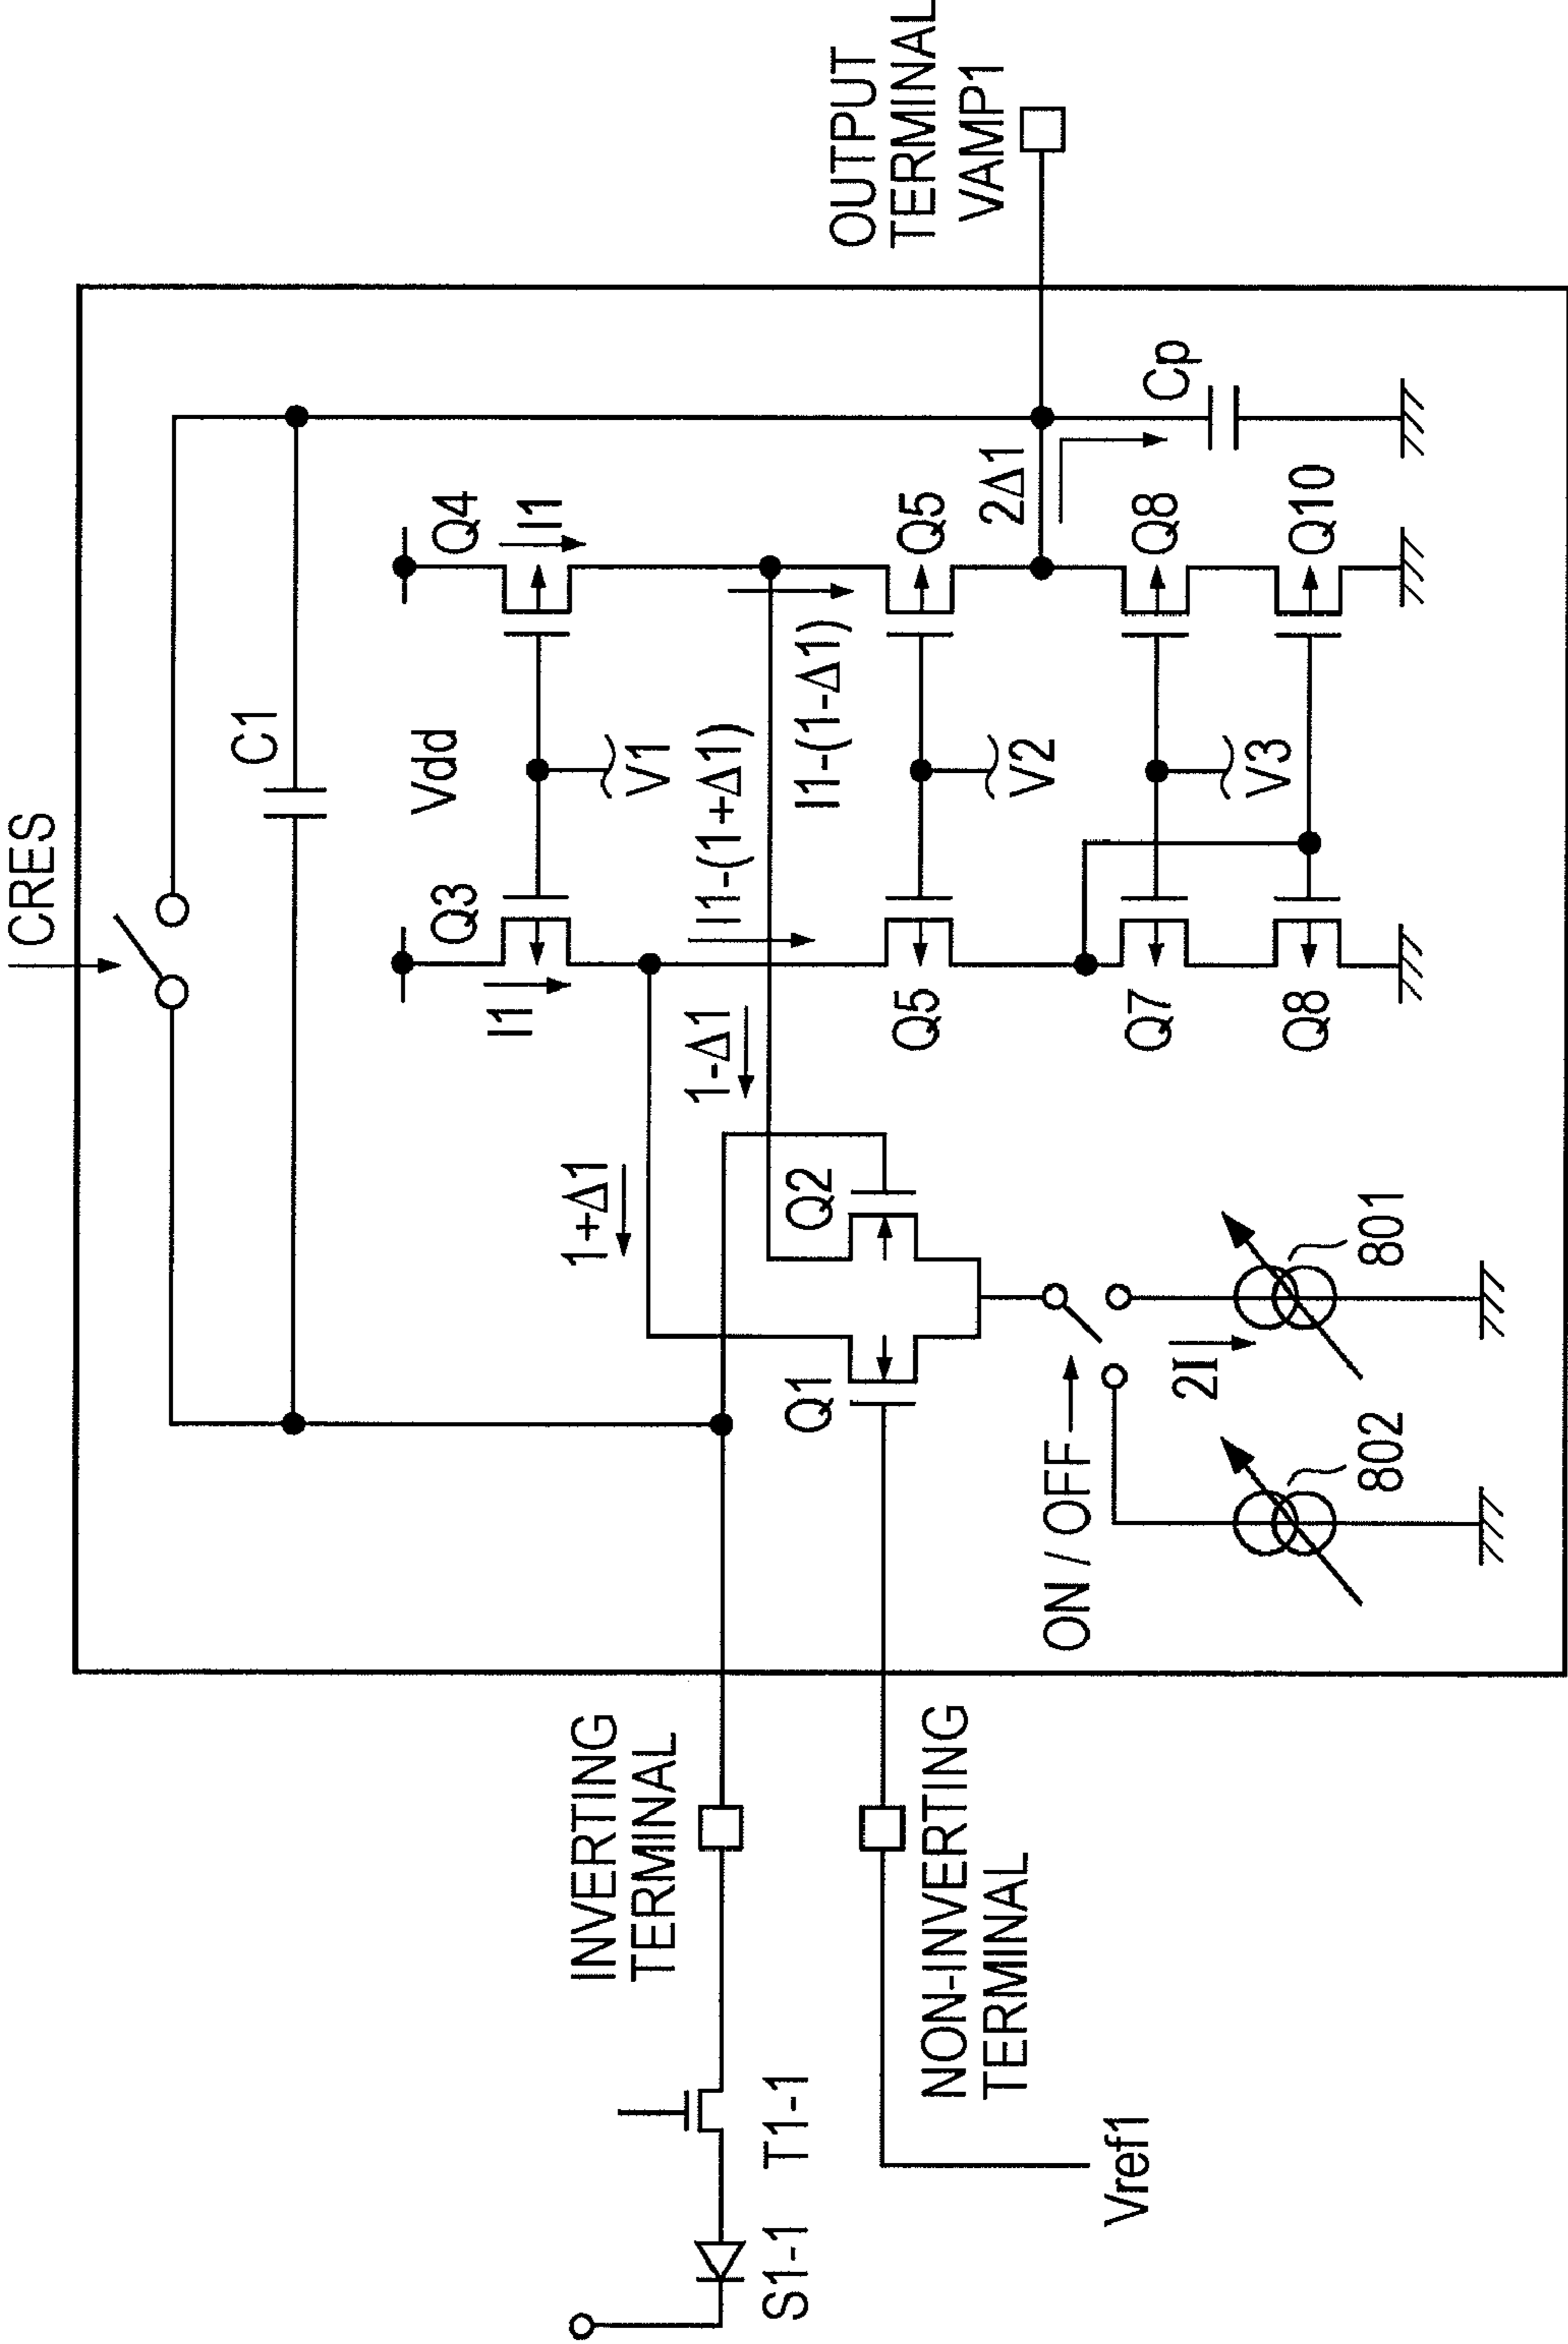 CRES
C1
Vdd
Q3
Q4
I1
I1
V1
1+Δ1
1-Δ1
I1-(1+Δ1)
I1-(1-Δ1)
INVERTING
TERMINAL
S1-1
T1-1
NON-INVERTING
TERMINAL
Vref1
Q1
Q2
Q5
Q5
V2
2Δ1
OUTPUT
TERMINAL
VAMP1
Cp
ON / OFF
2I
802
801
Q7
Q8
V3
Q8
Q10